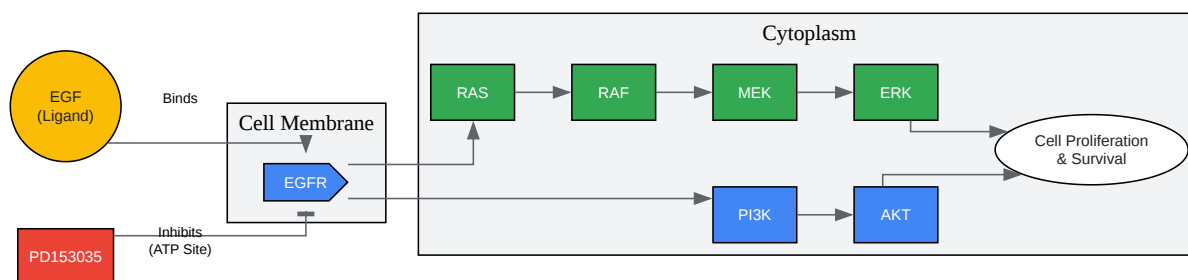 Cytoplasm
EGF
(Ligand)
Binds
Cell Membrane
EGFR
RAS
RAF
MEK
ERK
Cell Proliferation
& Survival
PI3K
AKT
PD153035
Inhibits
(ATP Site)